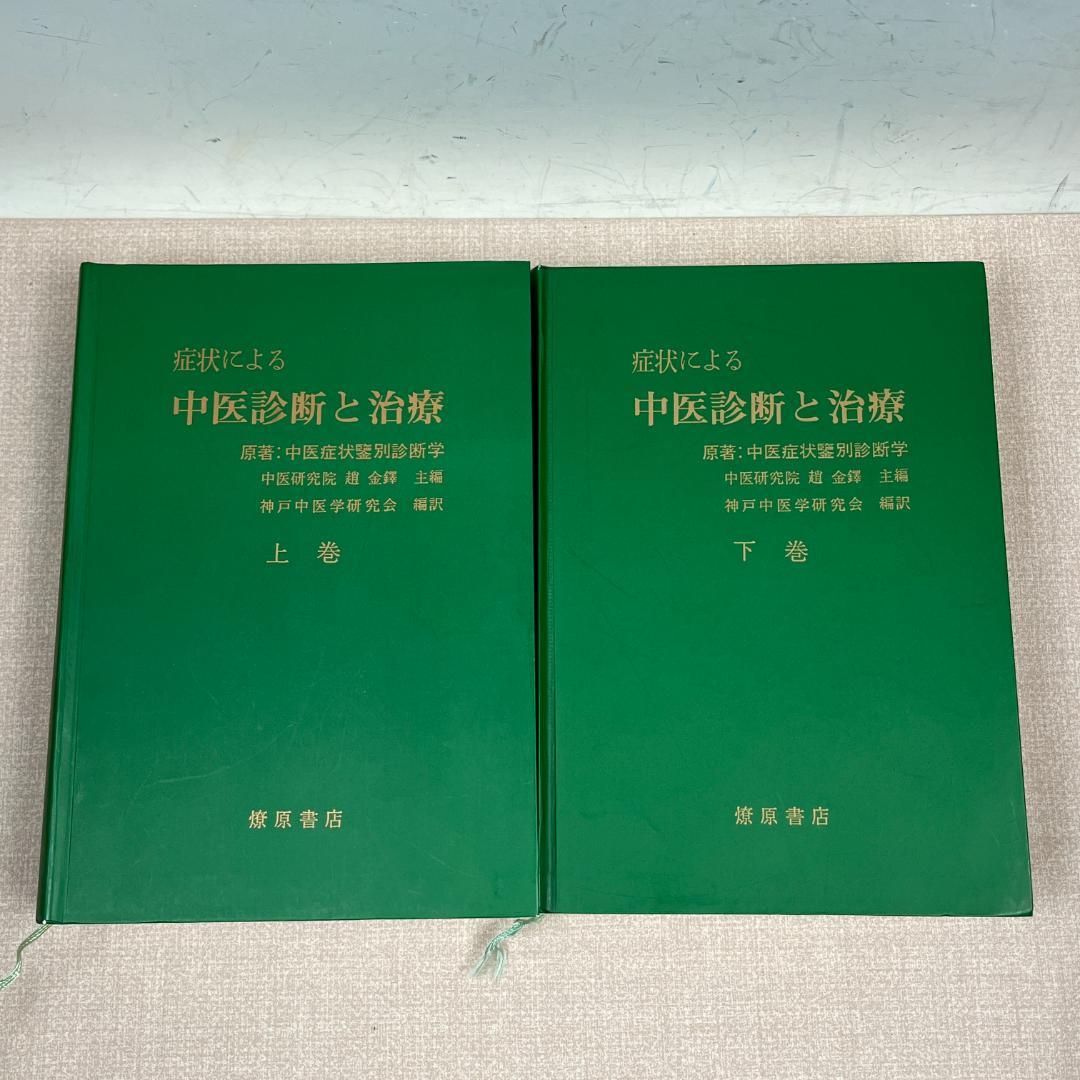 症状による
中医診断と治療
原著:中医症状鑒別診断学
中医研究院 趙 金鐸 主編
神戸中医学研究会 編訳
上 巻
燎原書店
症状による
中医診断と治療
原著:中医症状鑒別診断学
中医研究院 趙 金鐸 主編
神戸中医学研究会 編訳
下 巻
燎原書店